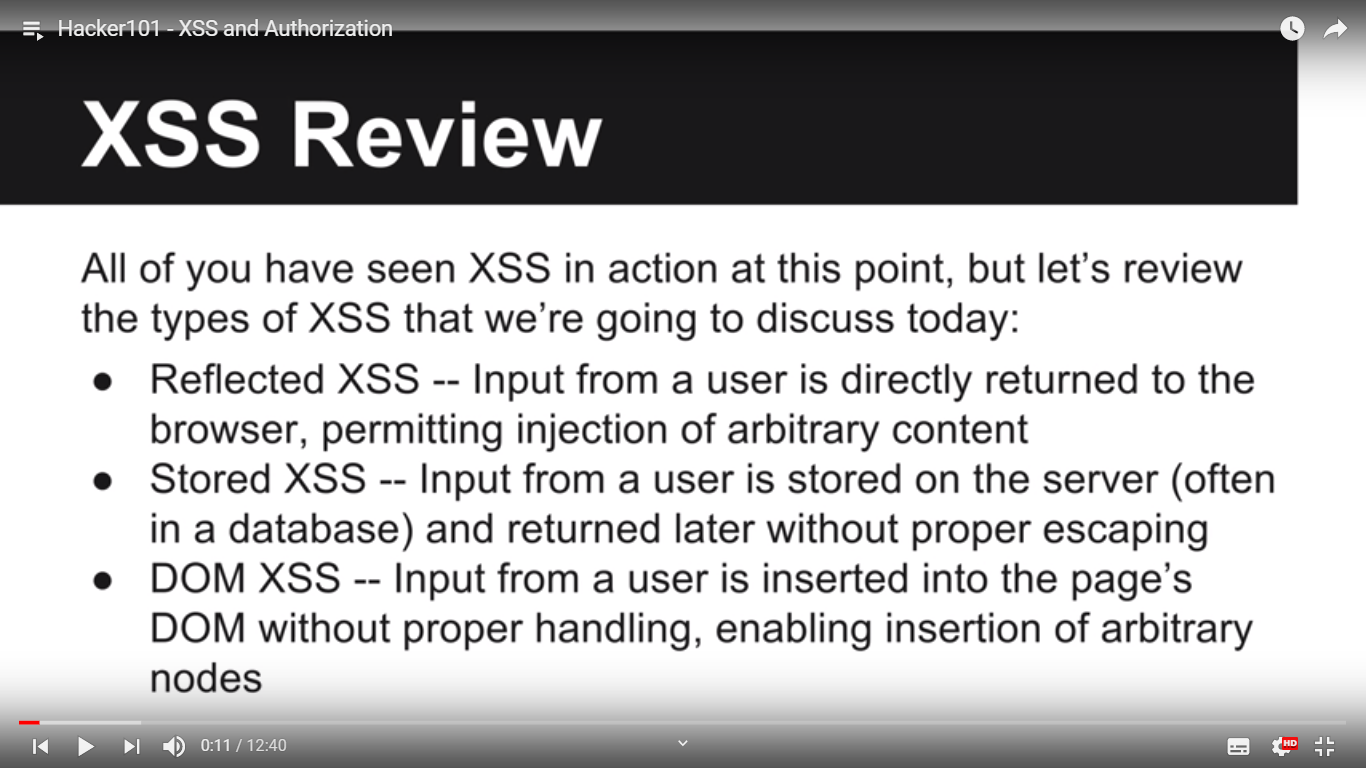 Hacker101 - XSS and Authorization
XSS Review
All of you have seen XSS in action at this point, but let’s review
the types of XSS that we’re going to discuss today:
● Reflected XSS -- Input from a user is directly returned to the
browser, permitting injection of arbitrary content
● Stored XSS -- Input from a user is stored on the server (often
in a database) and returned later without proper escaping
● DOM XSS -- Input from a user is inserted into the page’s
DOM without proper handling, enabling insertion of arbitrary
nodes
0:11 / 12:40
HD